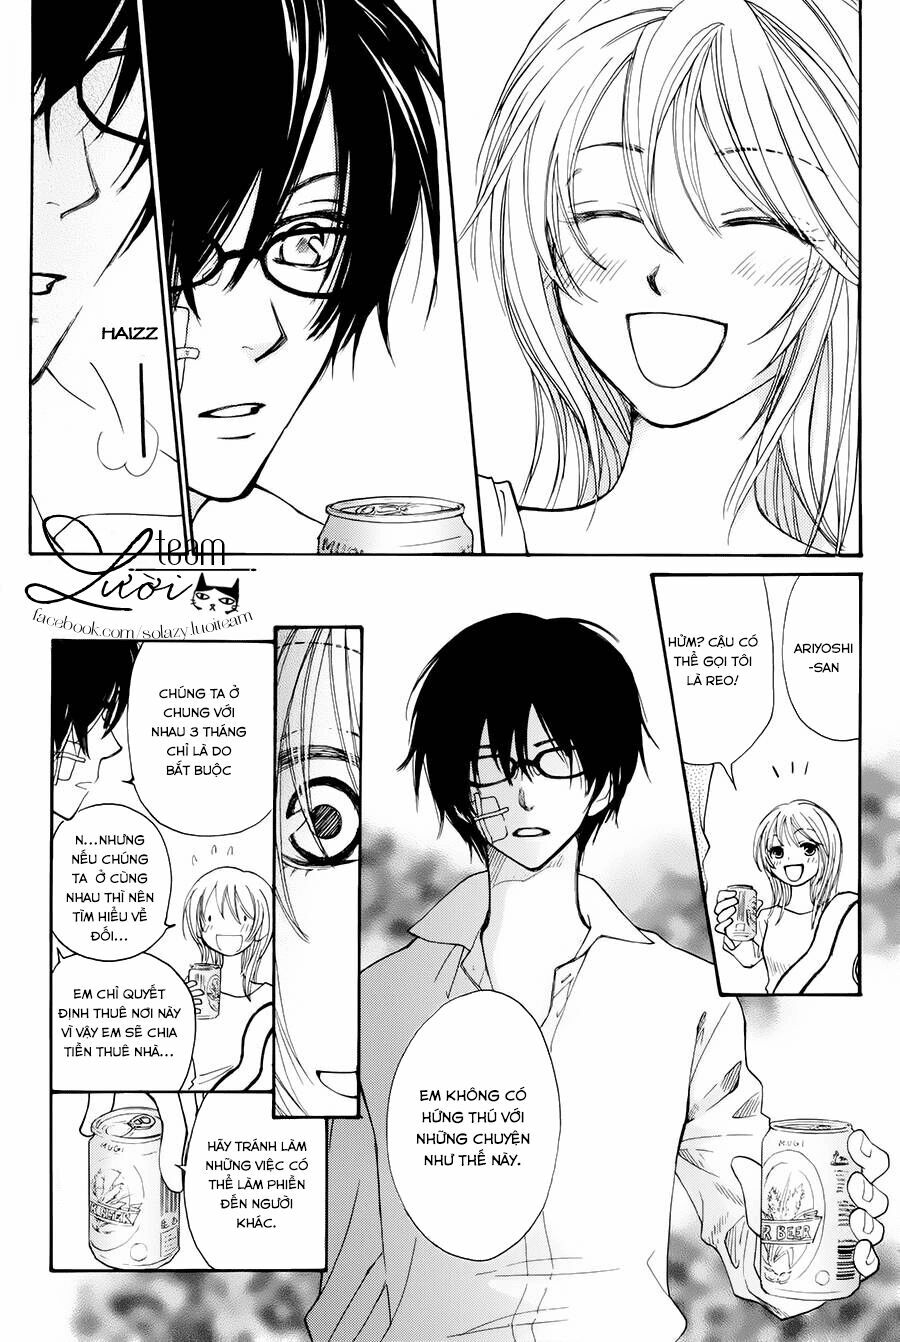 HAIZZ
MUGI
team
Lười
facebook.com/solazy.luoiteam
ARIYOSHI
-SAN
HỬM? CẬU CÓ
THỂ GỌI TÔI
LÀ REO!
EM KHÔNG CÓ
HỨNG THÚ VỚI
NHỮNG CHUYỆN
NHƯ THẾ NÀY.
BEER
CHÚNG TA Ở
CHUNG VỚI
NHAU 3 THÁNG
CHỈ LÀ DO
BẮT BUỘC
N...NHƯNG
NẾU CHÚNG
TA Ở CÙNG
NHAU THÌ NÊN
TÌM HIỂU VỀ
ĐỐI...
EM CHỈ QUYẾT
ĐỊNH THUÊ NƠI NÀY
VÌ VẬY EM SẼ CHIA
TIỀN THUÊ NHÀ...
MUGI
BEER
HÃY TRÁNH LÀM
NHỮNG VIỆC CÓ
THỂ LÀM PHIỀN
ĐẾN NGƯỜI
KHÁC.